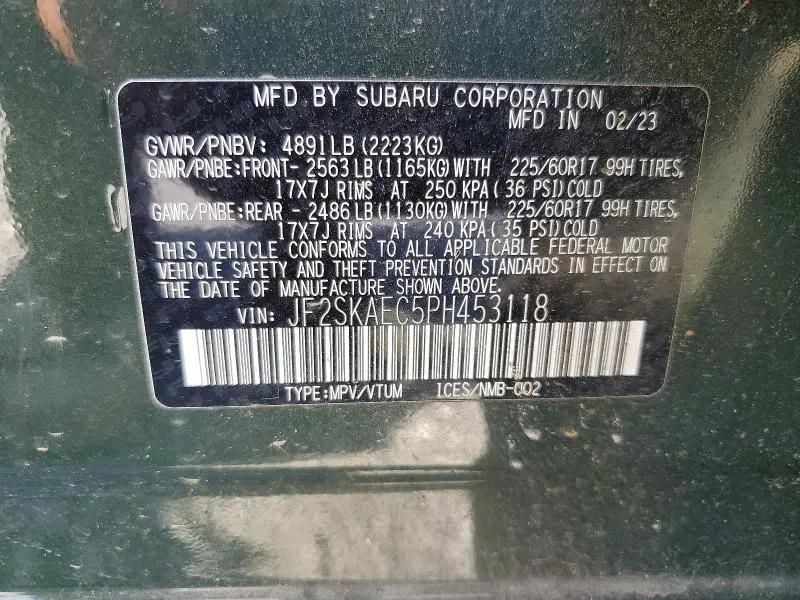 MFD BY SUBARU CORPORATION
MFD IN 02/23
GVWR/PNBV: 4891LB (2223KG)
GAWR/PNBE:FRONT- 2563LB(1165KG)WITH 225/60R17 99H TIRES,
17X7J RIMS AT 250 KPA ( 36 PSI)COLD
GAWR/PNBE:REAR - 2486LB(1130KG)WITH 225/60R17 99H TIRES,
17X7J RIMS AT 240 KPA ( 35 PSI)COLD
THIS VEHICLE CONFORMS TO ALL APPLICABLE FEDERAL MOTOR
VEHICLE SAFETY AND THEFT PREVENTION STANDARDS IN EFFECT ON
THE DATE OF MANUFACTURE SHOWN ABOVE.
VIN: JF2SKAEC5PH453118
TYPE:MPV/VTUM ICES/NMB-002